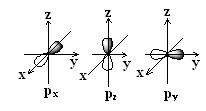 z z z
y y y
x x x
px pz py